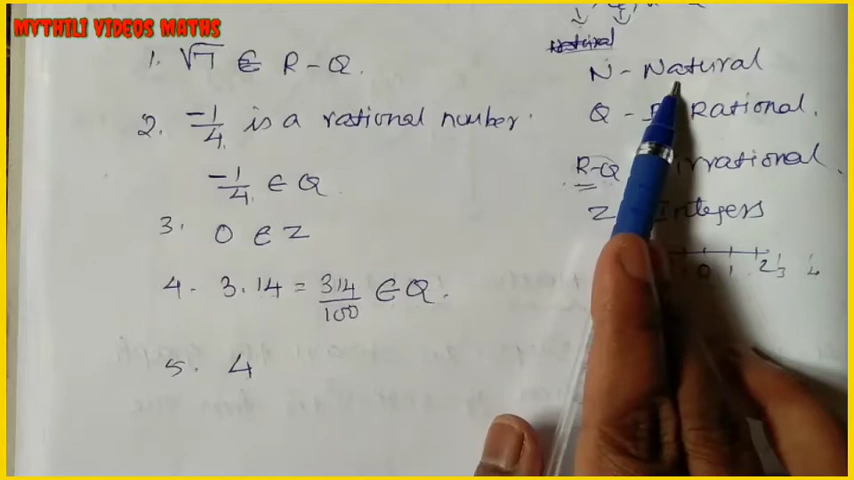 MYTHILI VIDEOS MATHS
1. √7 ∈ R-Q.
2. -1/4 is a rational number.
-1/4 ∈ Q
3. 0 ∈ Z
4. 3.14 = 314/100 ∈ Q.
5. 4
Natural
N - Natural
Q - Rational.
R-Q irrational.
Z Integers
0 1 2 3 4